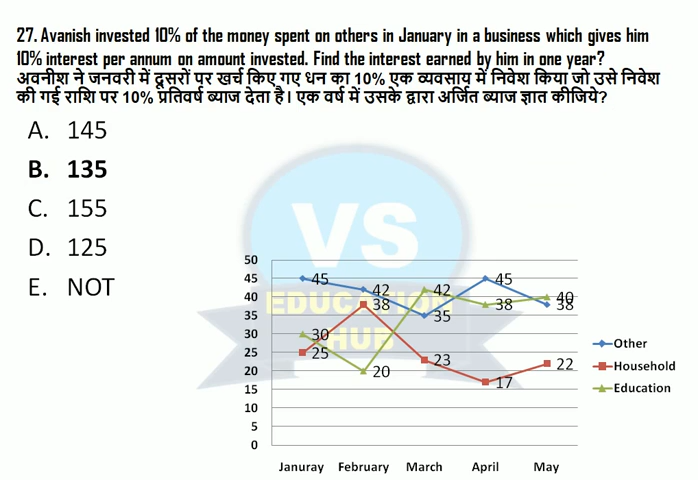 27. Avanish invested 10% of the money spent on others in January in a business which gives him
10% interest per annum on amount invested. Find the interest earned by him in one year?
अवनीश ने जनवरी में दूसरों पर खर्च किए गए धन का 10% एक व्यवसाय में निवेश किया जो उसे निवेश
की गई राशि पर 10% प्रतिवर्ष ब्याज देता है। एक वर्ष में उसके द्वारा अर्जित ब्याज ज्ञात कीजिये?
A. 145
B. 135
C. 155
D. 125
E. NOT
VS
EDUCATION
HUB
50
45
40
35
30
25
20
15
10
5
0
45
42
35
45
38
25
38
23
17
22
30
20
42
38
40
Januray February March April May
Other
Household
Education